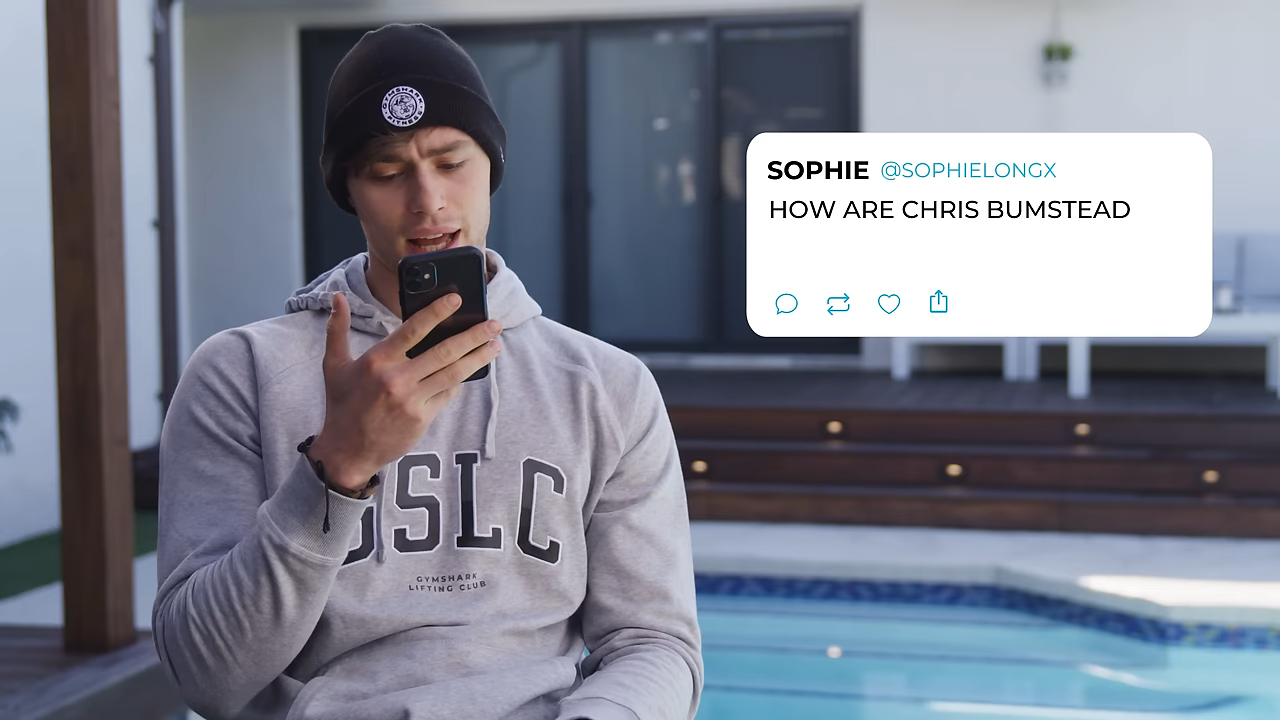 GYMSHARK
FITNESS
SOPHIE @SOPHIELONGX
HOW ARE CHRIS BUMSTEAD
GSLC
GYMSHARK
LIFTING CLUB